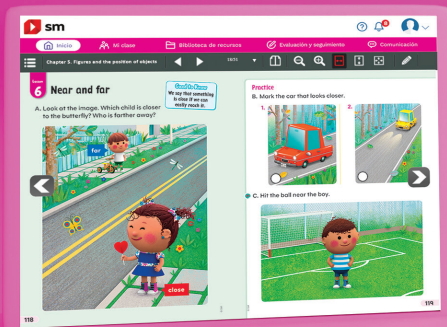 sm
Inicio
Mi clase
Biblioteca de recursos
Evaluación y seguimiento
Comunicación
Chapter 5. Figures and the position of objects
Lesson
6
Near and far
Good to Know
We say that something
is close if we can
easily reach it.
A. Look at the image. Which child is closer
to the butterfly? Who is farther away?
far
close
118
Practice
B. Mark the car that looks closer.
1.
2.
C. Hit the ball near the boy.
119